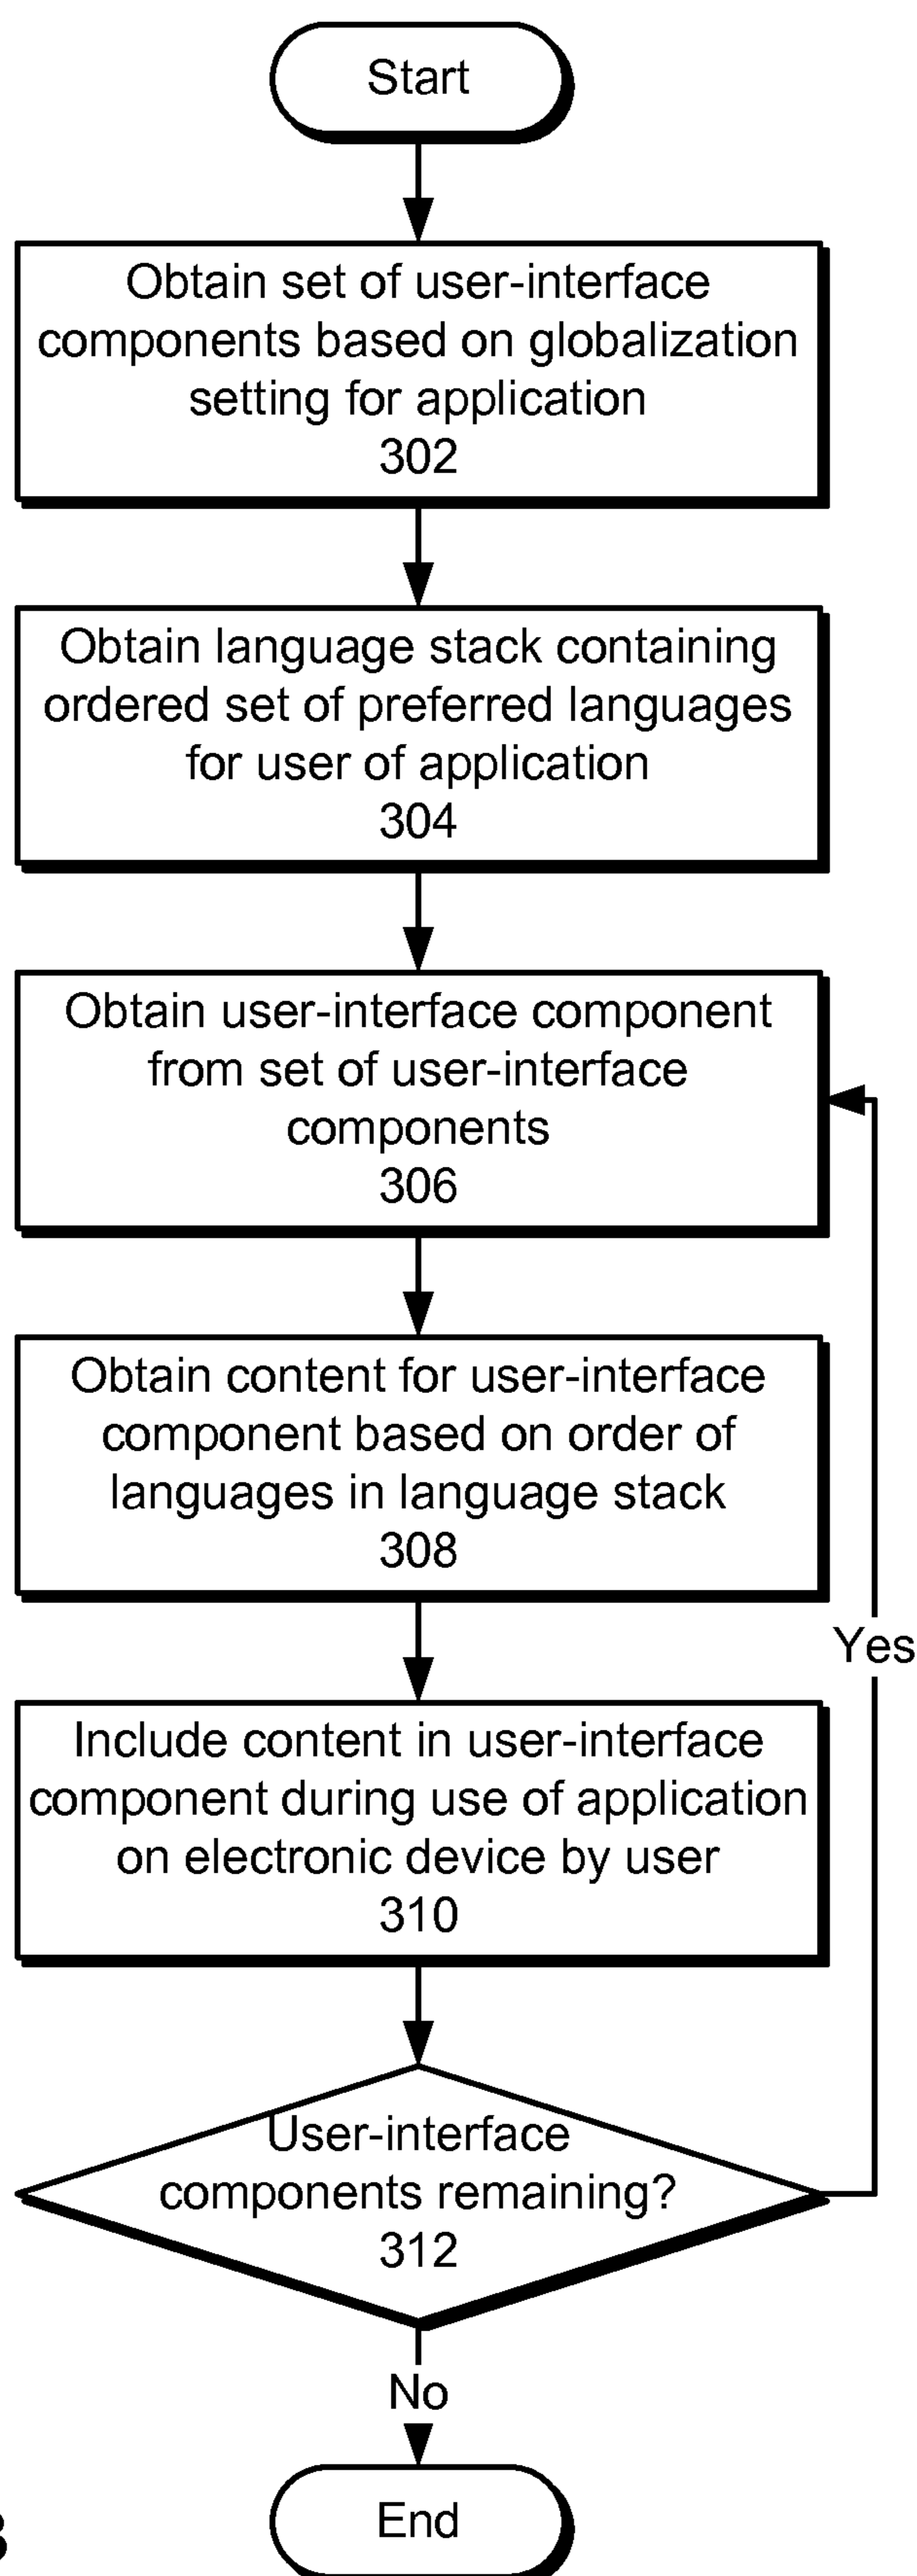 Start
Obtain set of user-interface
components based on globalization
setting for application
302
Obtain language stack containing
ordered set of preferred languages
for user of application
304
Obtain user-interface component
from set of user-interface
components
306
Obtain content for user-interface
component based on order of
languages in language stack
308
Yes
Include content in user-interface
component during use of application
on electronic device by user
310
User-interface
components remaining?
312
No
End